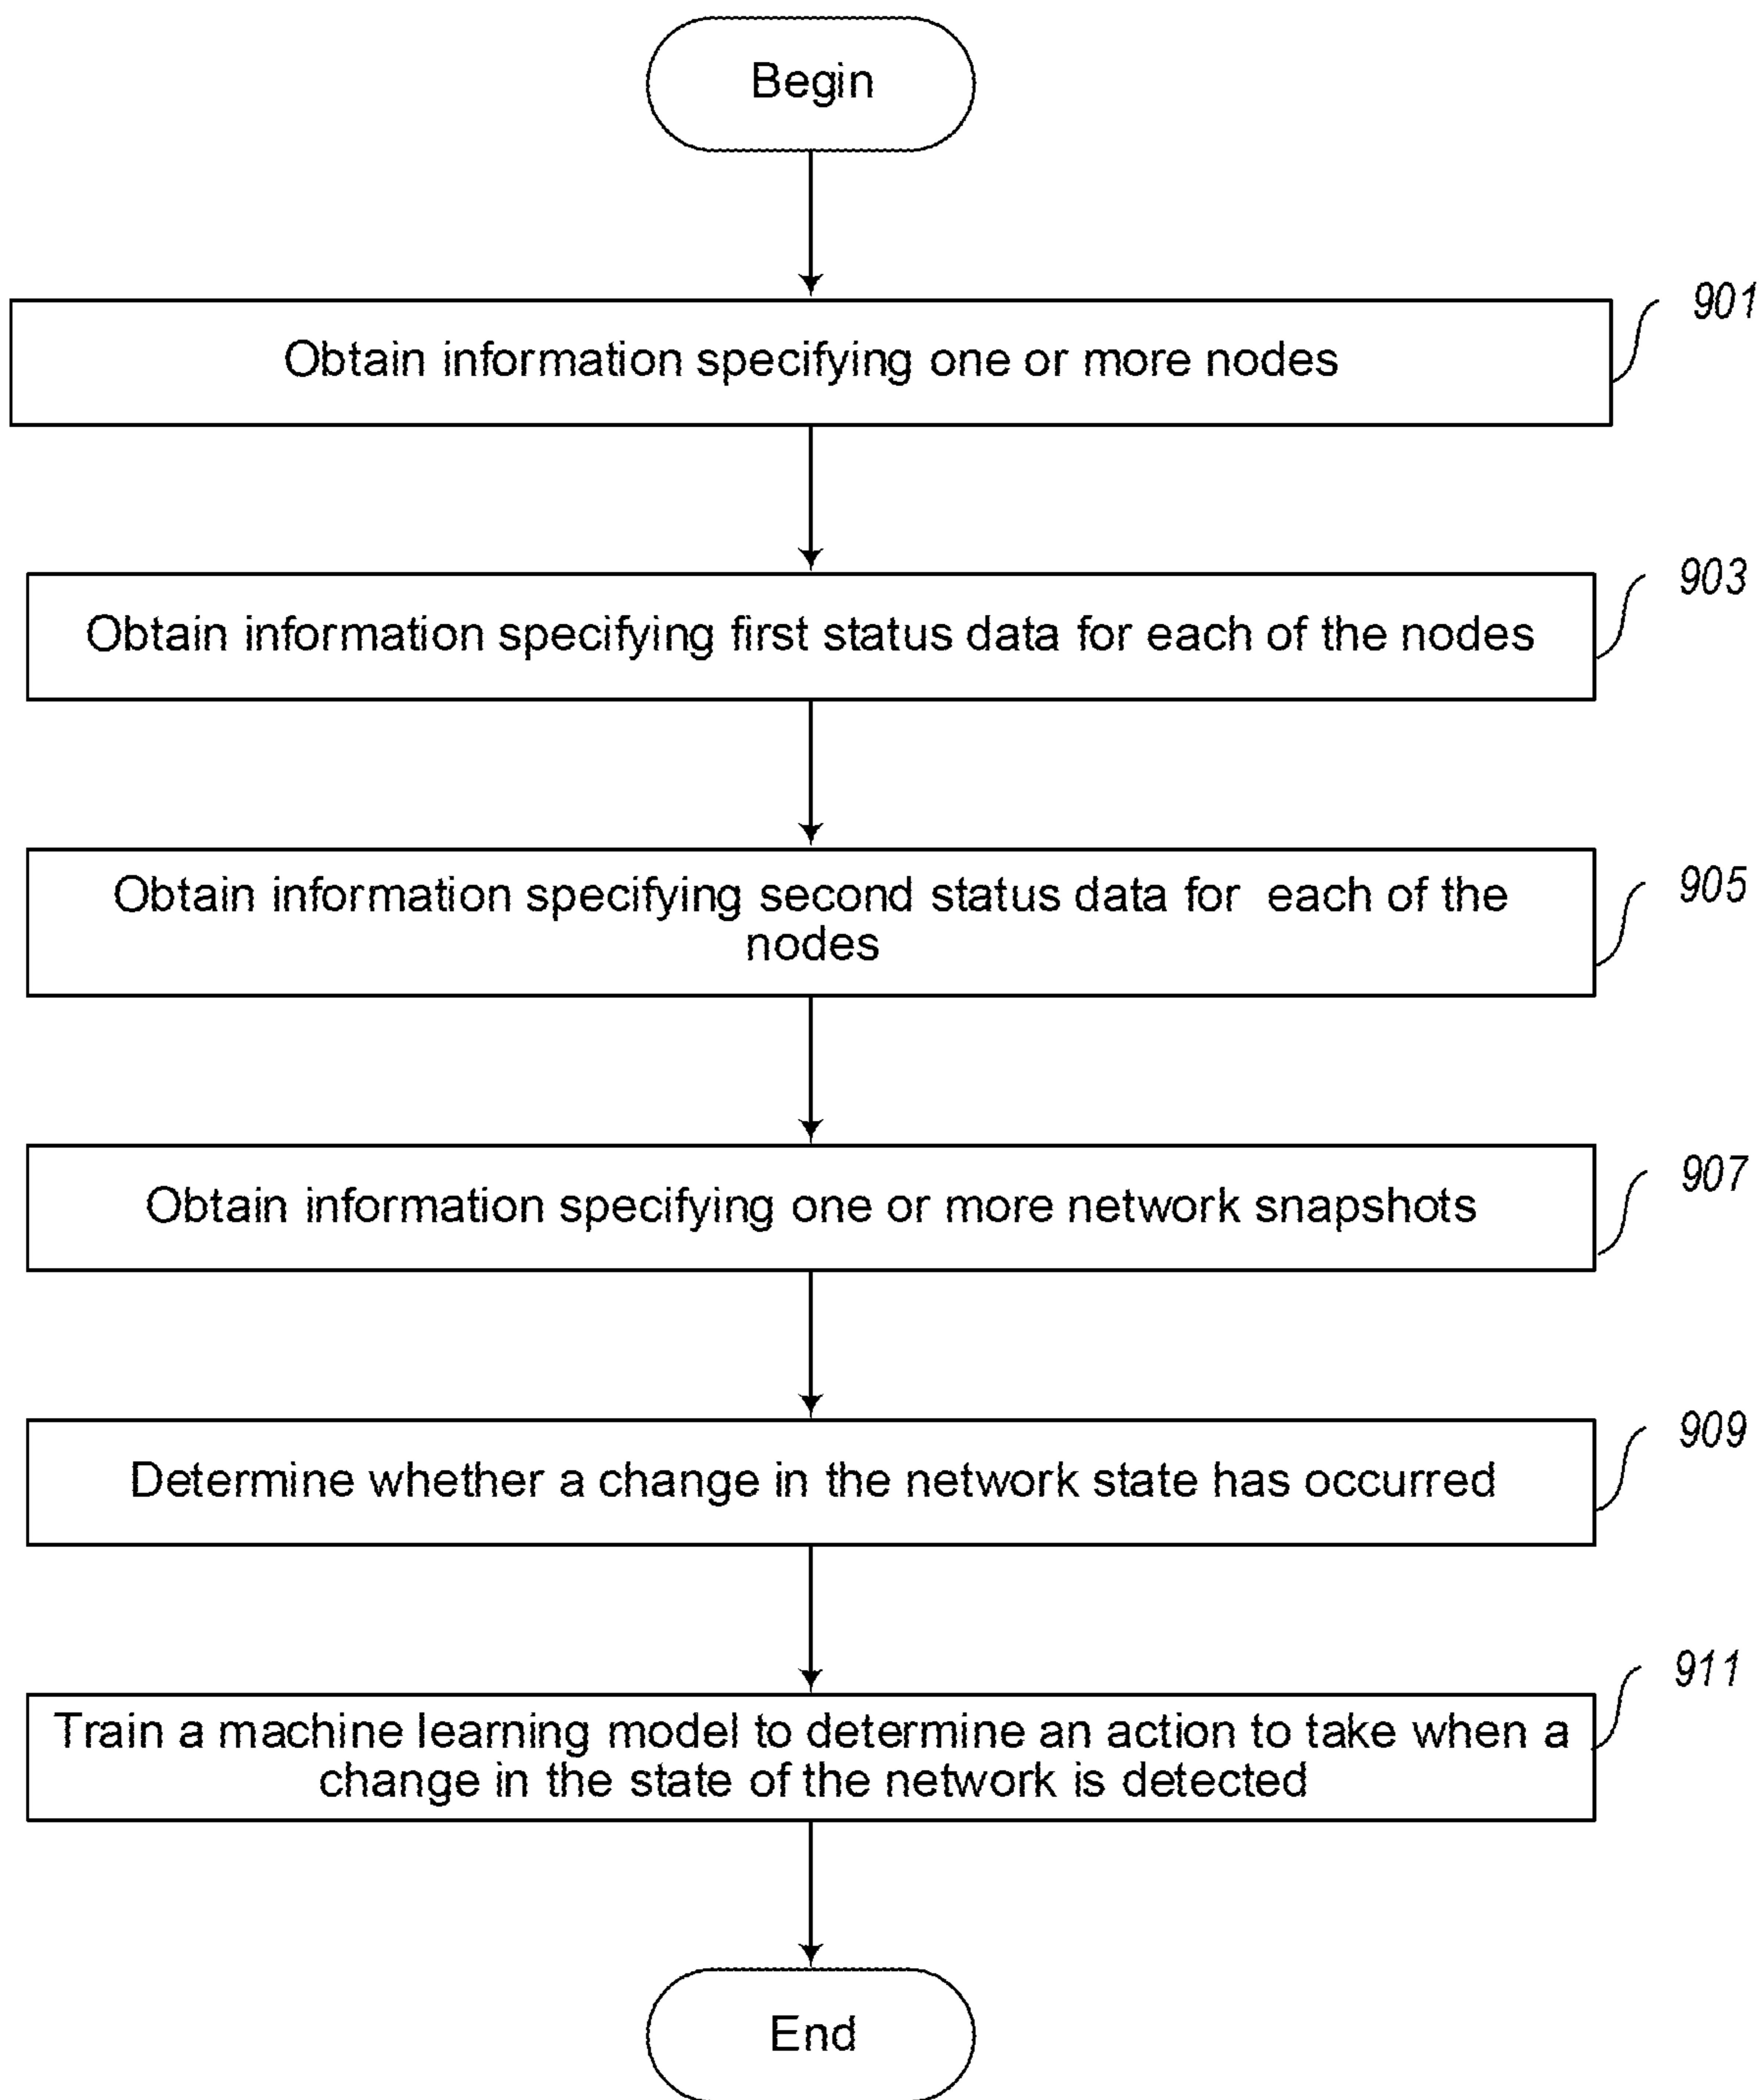 Begin
901
Obtain information specifying one or more nodes
903
Obtain information specifying first status data for each of the nodes
905
Obtain information specifying second status data for each of the
nodes
907
Obtain information specifying one or more network snapshots
909
Determine whether a change in the network state has occurred
911
Train a machine learning model to determine an action to take when a
change in the state of the network is detected
End